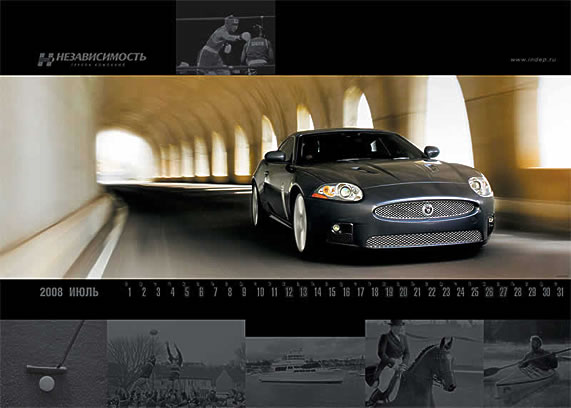 НЕЗАВИСИМОСТЬ
ГРУППА КОМПАНИЙ
www.indep.ru
2008 ИЮЛЬ 1 2 3 4 5 6 7 8 9 10 11 12 13 14 15 16 17 18 19 20 21 22 23 24 25 26 27 28 29 30 31